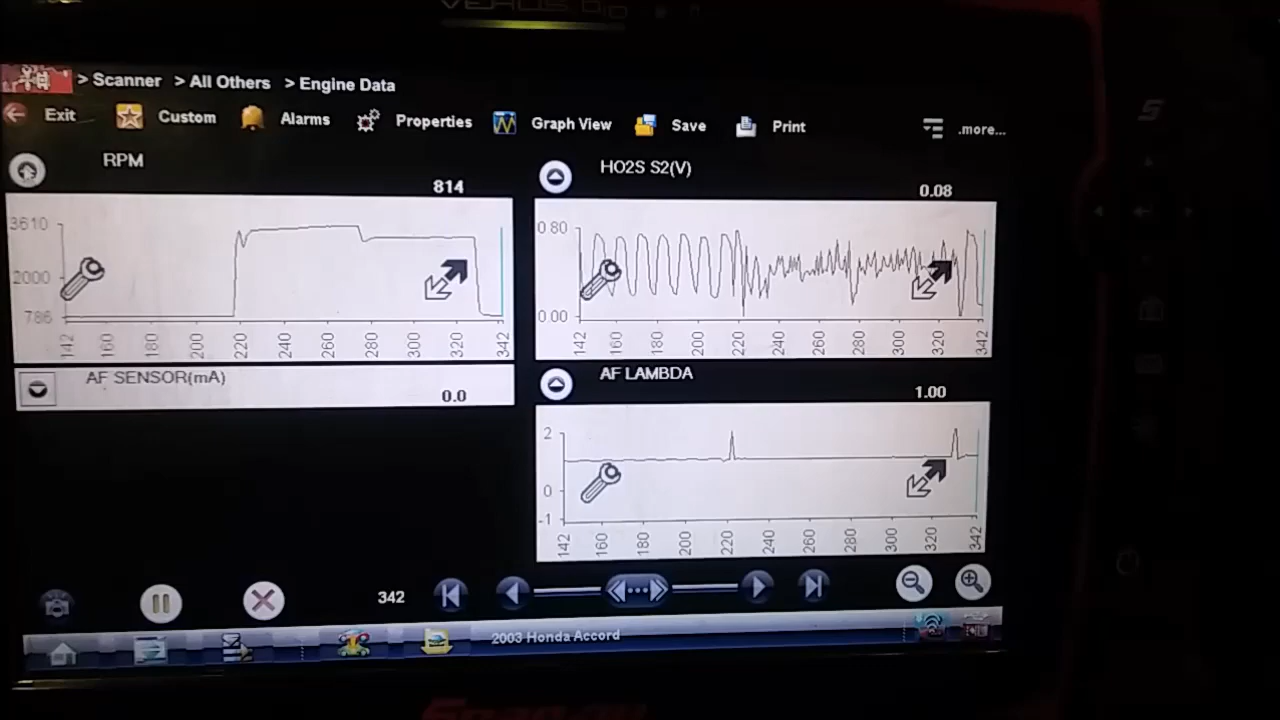 VERUS PRO
> Scanner > All Others > Engine Data
Exit Custom Alarms Properties Graph View Save Print .more...
RPM
814
3610
2000
786
142 160 180 200 220 240 260 280 300 320 342
HO2S S2(V)
0.08
0.80
0.00
142 160 180 200 220 240 260 280 300 320 342
AF SENSOR(mA)
0.0
AF LAMBDA
1.00
2
0
-1
142 160 180 200 220 240 260 280 300 320 342
342
2003 Honda Accord